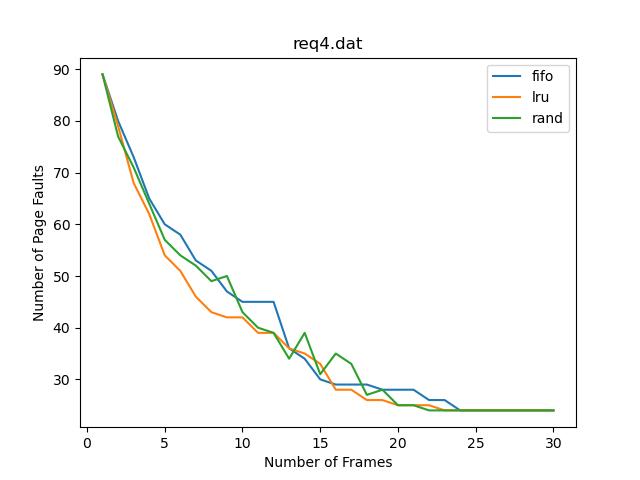 req4.dat
fifo
lru
rand
90
80
70
60
50
40
30
Number of Page Faults
0 5 10 15 20 25 30
Number of Frames